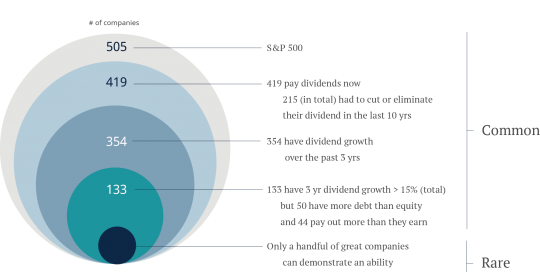 # of companies
505
S&P 500
419
419 pay dividends now
215 (in total) had to cut or eliminate
their dividend in the last 10 yrs
Common
354
354 have dividend growth
over the past 3 yrs
133
133 have 3 yr dividend growth > 15% (total)
but 50 have more debt than equity
and 44 pay out more than they earn
Only a handful of great companies
can demonstrate an ability
Rare